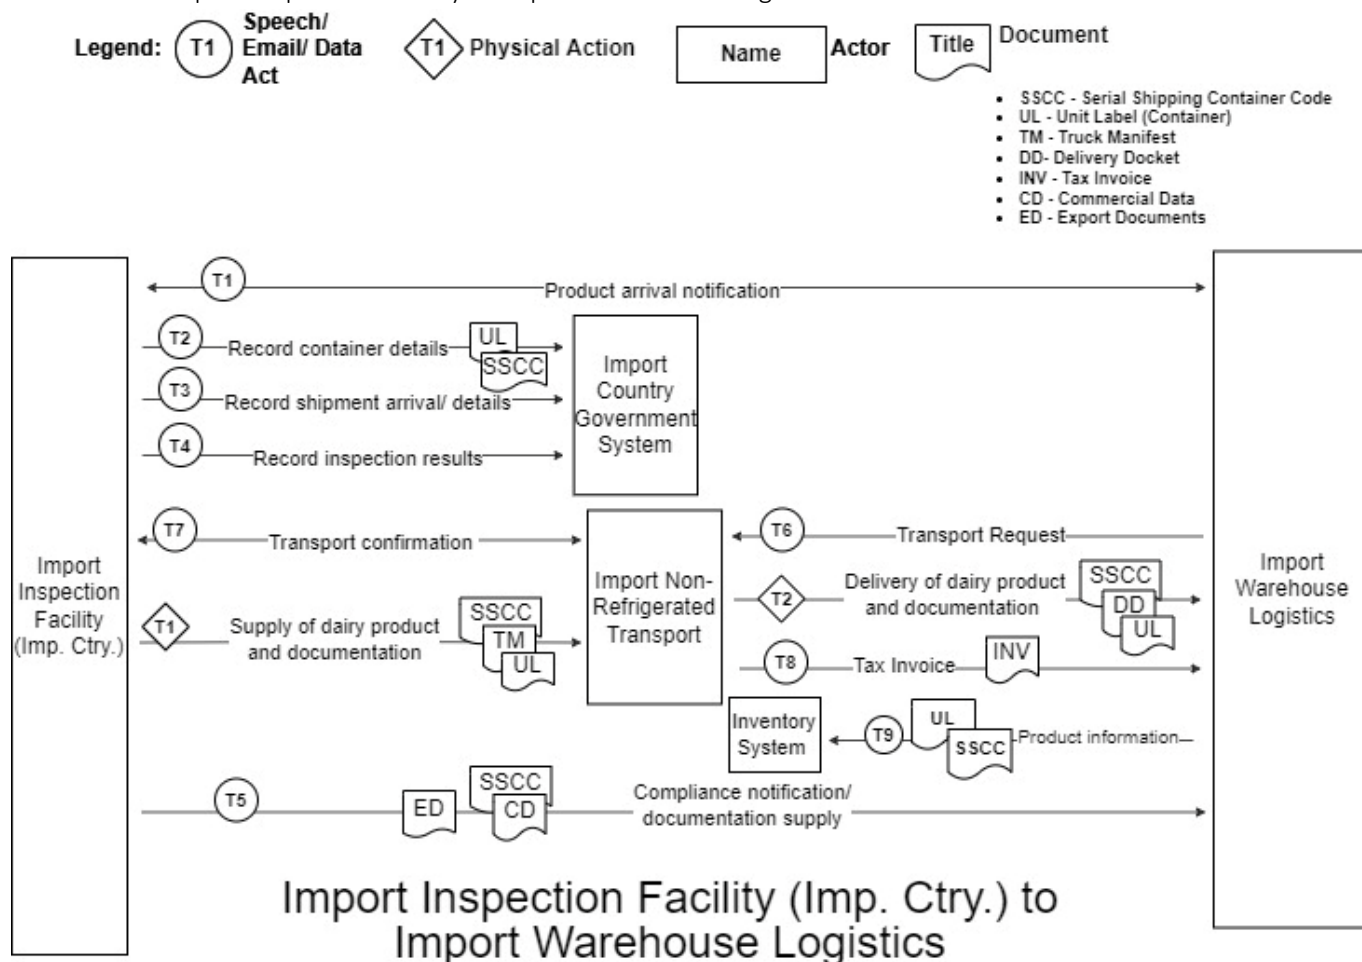 Legend:
T1
Speech/
Email/ Data
Act
T1
Physical Action
Name
Actor
Title
Document
SSCC - Serial Shipping Container Code
UL - Unit Label (Container)
TM - Truck Manifest
DD- Delivery Docket
INV - Tax Invoice
CD - Commercial Data
ED - Export Documents
T1
Product arrival notification
T2
Record container details
UL
SSCC
T3
Record shipment arrival/ details
T4
Record inspection results
Import
Country
Government
System
T7
Transport confirmation
T6
Transport Request
Import
Inspection
Facility
(Imp. Ctry.)
Import Non-
Refrigerated
Transport
Import
Warehouse
Logistics
T1
Supply of dairy product
and documentation
SSCC
TM
UL
T2
Delivery of dairy product
and documentation
SSCC
DD
UL
T8
Tax Invoice
INV
Inventory
System
T9
UL
SSCC
Product information
T5
ED
SSCC
CD
Compliance notification/
documentation supply
Import Inspection Facility (Imp. Ctry.) to
Import Warehouse Logistics